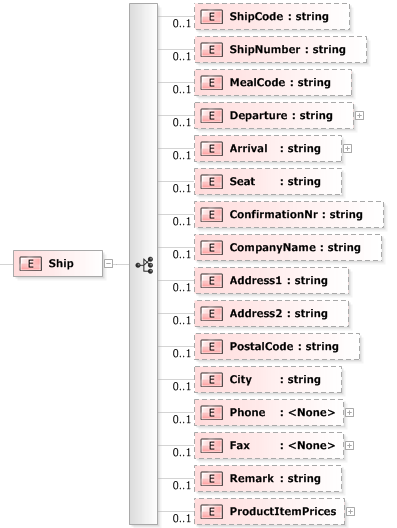 0..1 E ShipCode : string
0..1 E ShipNumber : string
0..1 E MealCode : string
0..1 E Departure : string
0..1 E Arrival : string
0..1 E Seat : string
0..1 E ConfirmationNr : string
0..1 E CompanyName : string
E Ship
0..1 E Address1 : string
0..1 E Address2 : string
0..1 E PostalCode : string
0..1 E City : string
0..1 E Phone : <None>
0..1 E Fax : <None>
0..1 E Remark : string
0..1 E ProductItemPrices